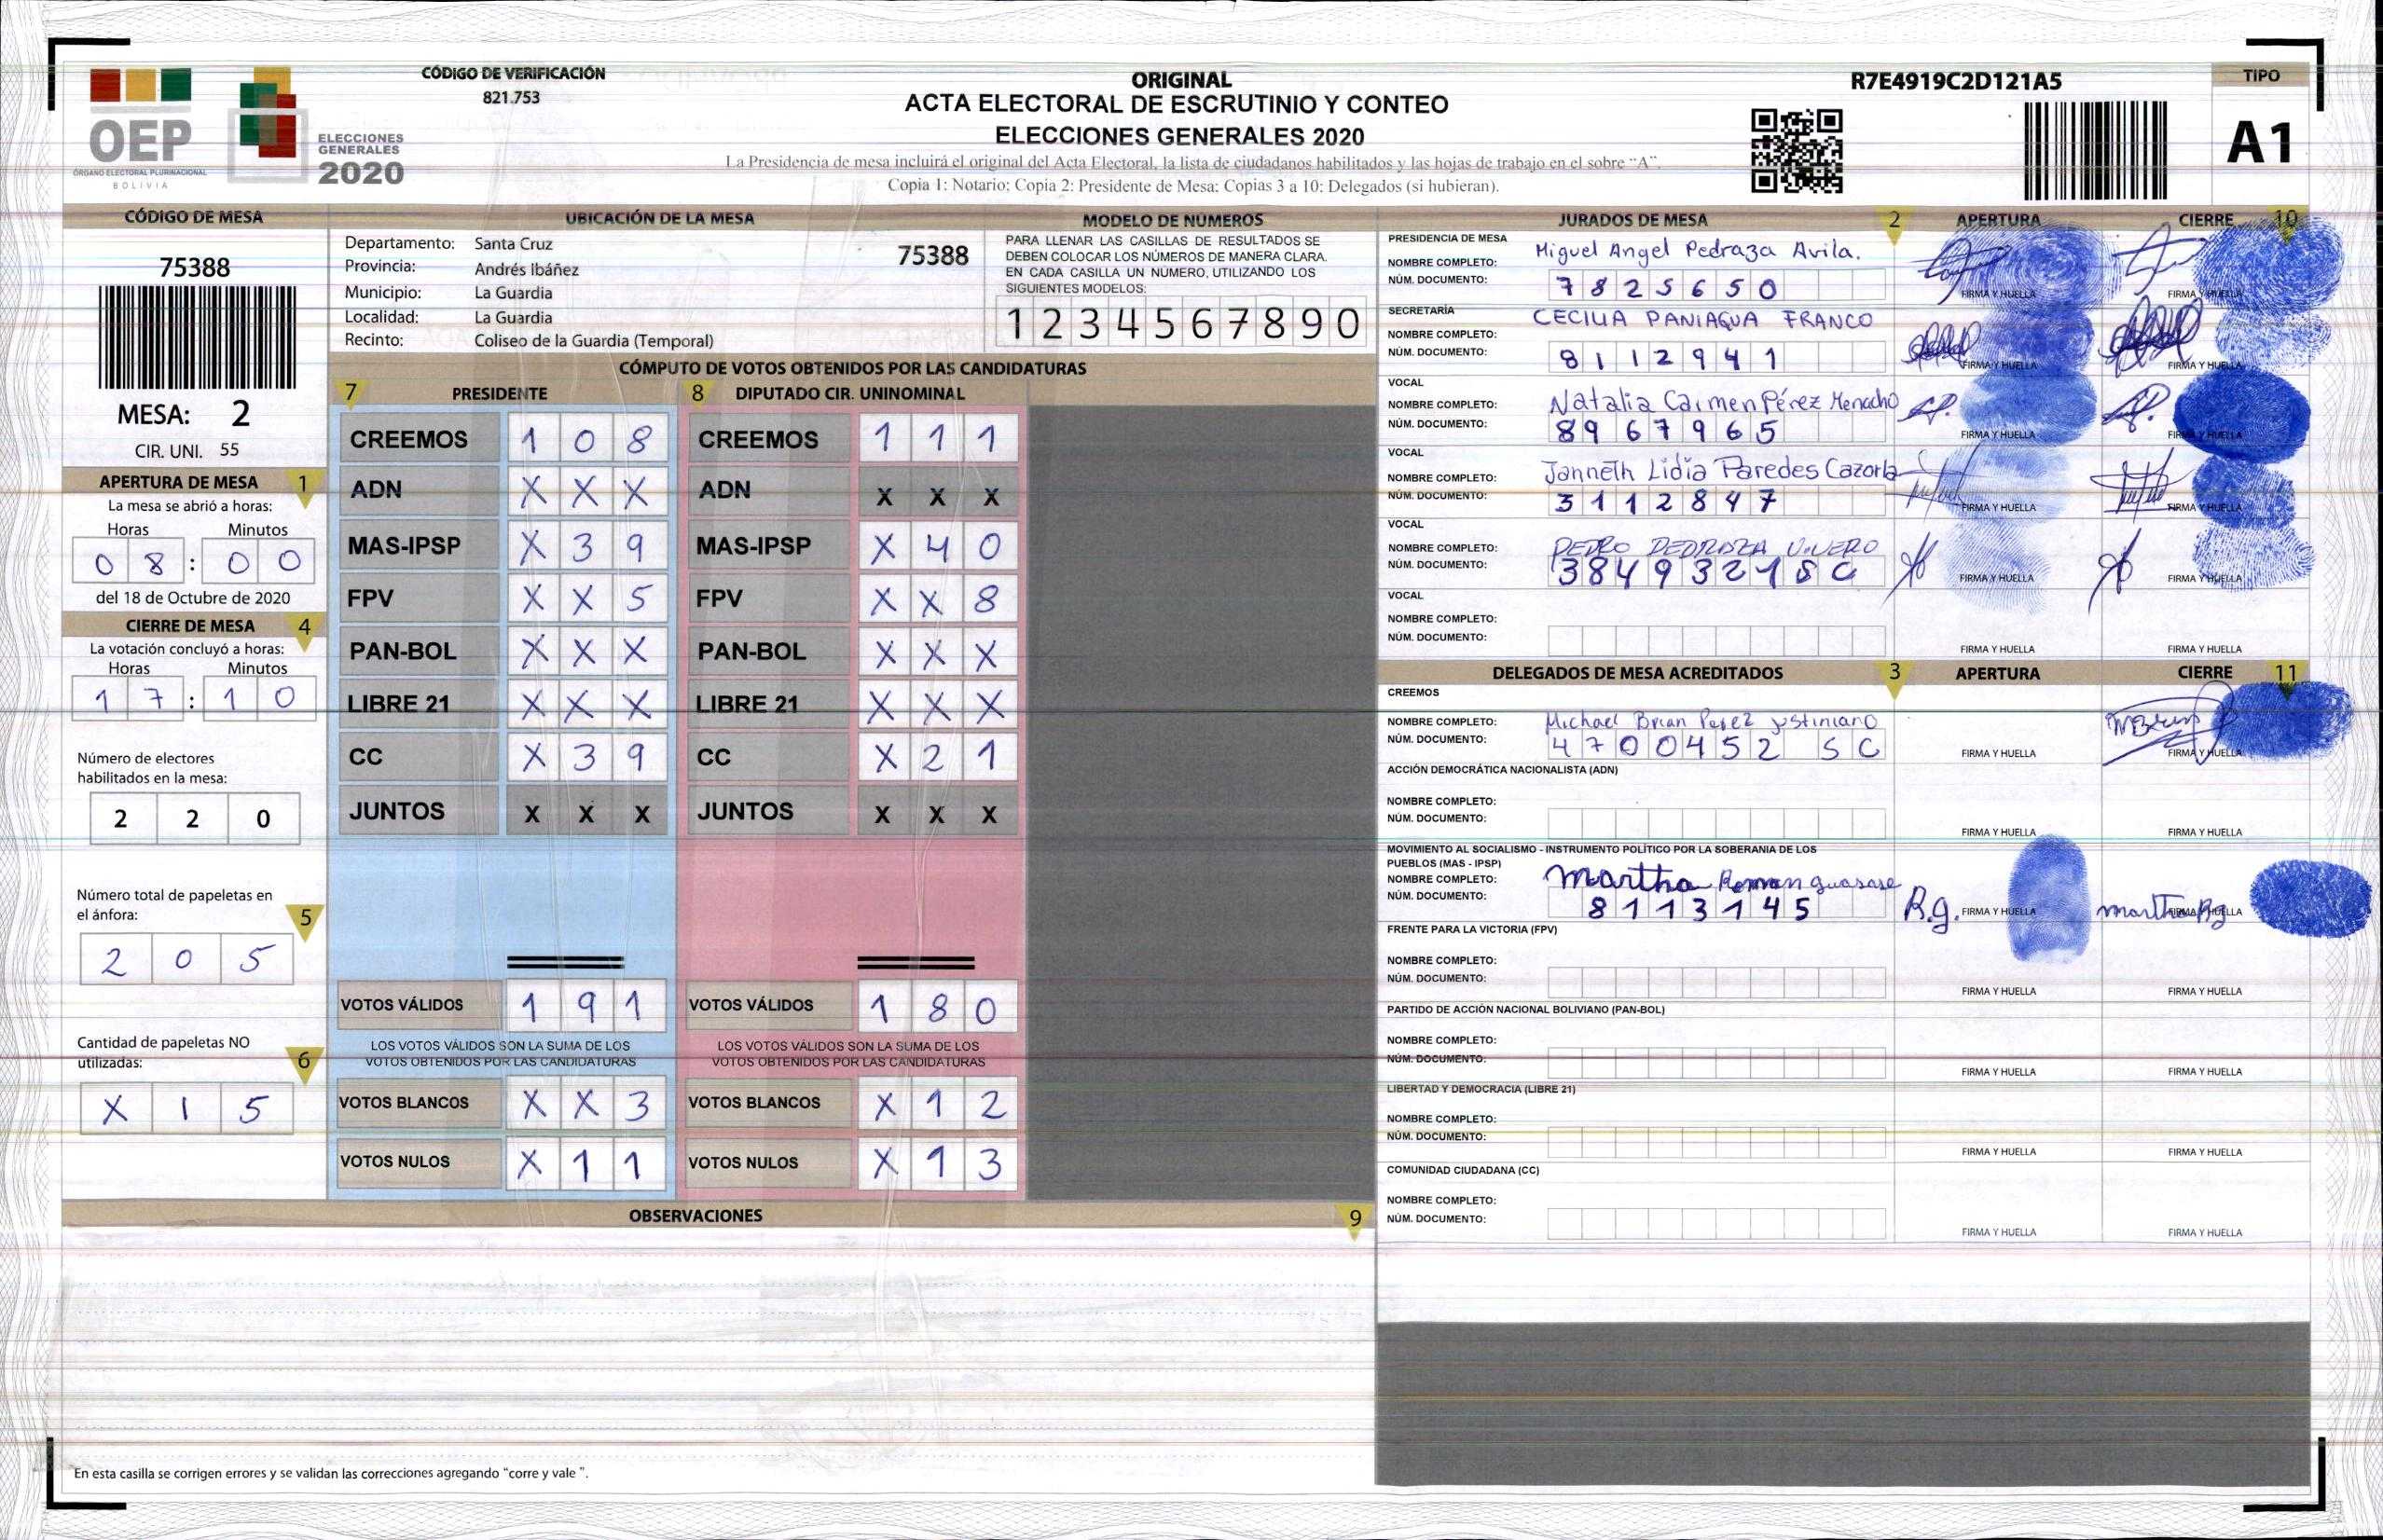 CÓDIGO DE VERIFICACIÓN
821.753
ORIGINAL
ACTA ELECTORAL DE ESCRUTINIO Y CONTEO
ELECCIONES GENERALES 2020
La Presidencia de mesa incluirá el original del Acta Electoral, la lista de ciudadanos habilitados y las hojas de trabajo en el sobre “A”.
Copia 1: Notario; Copia 2: Presidente de Mesa; Copias 3 a 10: Delegados (si hubieran).
R7E4919C2D121A5
TIPO
A1
OEP
ÓRGANO ELECTORAL PLURINACIONAL
BOLIVIA
ELECCIONES
GENERALES
2020
CÓDIGO DE MESA
75388
MESA: 2
CIR. UNI. 55
APERTURA DE MESA 1
La mesa se abrió a horas:
Horas Minutos
0 8 : 0 0
del 18 de Octubre de 2020
CIERRE DE MESA 4
La votación concluyó a horas:
Horas Minutos
1 7 : 1 0
Número de electores
habilitados en la mesa:
2 2 0
Número total de papeletas en
el ánfora: 5
2 0 5
Cantidad de papeletas NO
utilizadas: 6
X 1 5
UBICACIÓN DE LA MESA
Departamento: Santa Cruz 75388
Provincia: Andrés Ibáñez
Municipio: La Guardia
Localidad: La Guardia
Recinto: Coliseo de la Guardia (Temporal)
MODELO DE NÚMEROS
PARA LLENAR LAS CASILLAS DE RESULTADOS SE
DEBEN COLOCAR LOS NÚMEROS DE MANERA CLARA.
EN CADA CASILLA UN NÚMERO, UTILIZANDO LOS
SIGUIENTES MODELOS:
1 2 3 4 5 6 7 8 9 0
CÓMPUTO DE VOTOS OBTENIDOS POR LAS CANDIDATURAS
7 PRESIDENTE
CREEMOS 1 0 8
ADN X X X
MAS-IPSP X 3 9
FPV X X 5
PAN-BOL X X X
LIBRE 21 X X X
CC X 3 9
JUNTOS X X X
VOTOS VÁLIDOS 1 9 1
LOS VOTOS VÁLIDOS SON LA SUMA DE LOS
VOTOS OBTENIDOS POR LAS CANDIDATURAS
VOTOS BLANCOS X X 3
VOTOS NULOS X 1 1
8 DIPUTADO CIR. UNINOMINAL
CREEMOS 1 1 1
ADN X X X
MAS-IPSP X 4 0
FPV X X 8
PAN-BOL X X X
LIBRE 21 X X X
CC X 2 1
JUNTOS X X X
VOTOS VÁLIDOS 1 8 0
LOS VOTOS VÁLIDOS SON LA SUMA DE LOS
VOTOS OBTENIDOS POR LAS CANDIDATURAS
VOTOS BLANCOS X 1 2
VOTOS NULOS X 1 3
OBSERVACIONES 9
En esta casilla se corrigen errores y se validan las correcciones agregando “corre y vale ”.
JURADOS DE MESA 2 APERTURA CIERRE 10
PRESIDENCIA DE MESA
NOMBRE COMPLETO: Miguel Angel Pedraza Avila.
NÚM. DOCUMENTO: 7 8 2 5 6 5 0
FIRMA Y HUELLA FIRMA Y HUELLA
SECRETARÍA
NOMBRE COMPLETO: CECILIA PANIAGUA FRANCO
NÚM. DOCUMENTO: 8 1 1 2 9 4 1
FIRMA Y HUELLA FIRMA Y HUELLA
VOCAL
NOMBRE COMPLETO: Natalia Carmen Pérez Menacho
NÚM. DOCUMENTO: 8 9 6 7 9 6 5
FIRMA Y HUELLA FIRMA Y HUELLA
VOCAL
NOMBRE COMPLETO: Janneth Lidia Paredes Cazorla
NÚM. DOCUMENTO: 3 1 1 2 8 4 7
FIRMA Y HUELLA FIRMA Y HUELLA
VOCAL
NOMBRE COMPLETO: PEDRO PEDRAZA
NÚM. DOCUMENTO: 3 8 4 9 3 2 1 S C
FIRMA Y HUELLA FIRMA Y HUELLA
VOCAL
NOMBRE COMPLETO:
NÚM. DOCUMENTO:
FIRMA Y HUELLA FIRMA Y HUELLA
DELEGADOS DE MESA ACREDITADOS 3 APERTURA CIERRE 11
CREEMOS
NOMBRE COMPLETO: Michael Brian Perez Justiniano
NÚM. DOCUMENTO: 4 7 0 0 4 5 2 S C
FIRMA Y HUELLA FIRMA Y HUELLA
ACCIÓN DEMOCRÁTICA NACIONALISTA (ADN)
NOMBRE COMPLETO:
NÚM. DOCUMENTO:
FIRMA Y HUELLA FIRMA Y HUELLA
MOVIMIENTO AL SOCIALISMO - INSTRUMENTO POLÍTICO POR LA SOBERANIA DE LOS
PUEBLOS (MAS - IPSP)
NOMBRE COMPLETO: martha Roman guasase
NÚM. DOCUMENTO: 8 1 1 3 1 4 5
R.g. FIRMA Y HUELLA martha Rg FIRMA Y HUELLA
FRENTE PARA LA VICTORIA (FPV)
NOMBRE COMPLETO:
NÚM. DOCUMENTO:
FIRMA Y HUELLA FIRMA Y HUELLA
PARTIDO DE ACCIÓN NACIONAL BOLIVIANO (PAN-BOL)
NOMBRE COMPLETO:
NÚM. DOCUMENTO:
FIRMA Y HUELLA FIRMA Y HUELLA
LIBERTAD Y DEMOCRACIA (LIBRE 21)
NOMBRE COMPLETO:
NÚM. DOCUMENTO:
FIRMA Y HUELLA FIRMA Y HUELLA
COMUNIDAD CIUDADANA (CC)
NOMBRE COMPLETO:
NÚM. DOCUMENTO:
FIRMA Y HUELLA FIRMA Y HUELLA